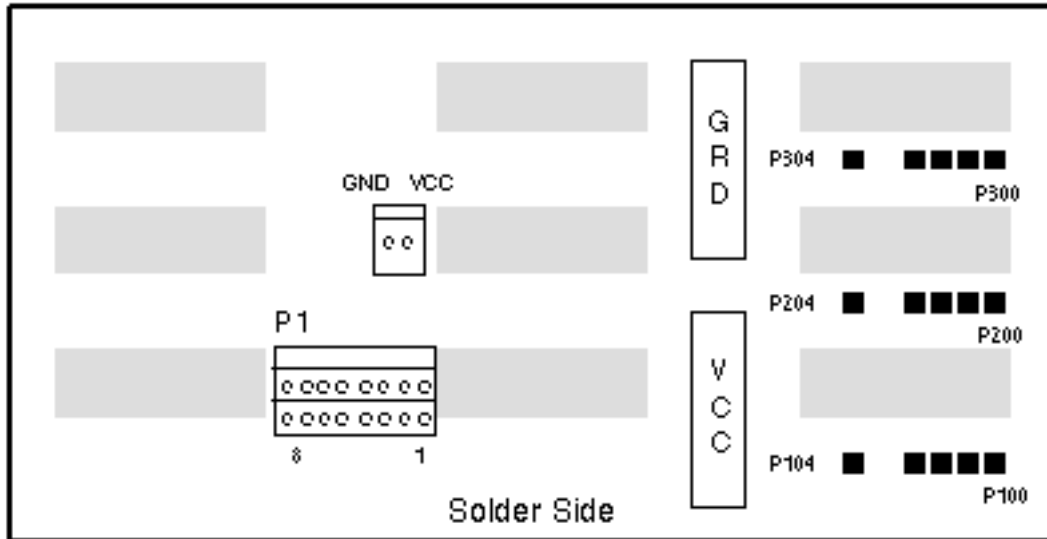 G
R
D
P304
P300
GND VCC
P204
P200
P1
V
C
C
8 1
P104
P100
Solder Side